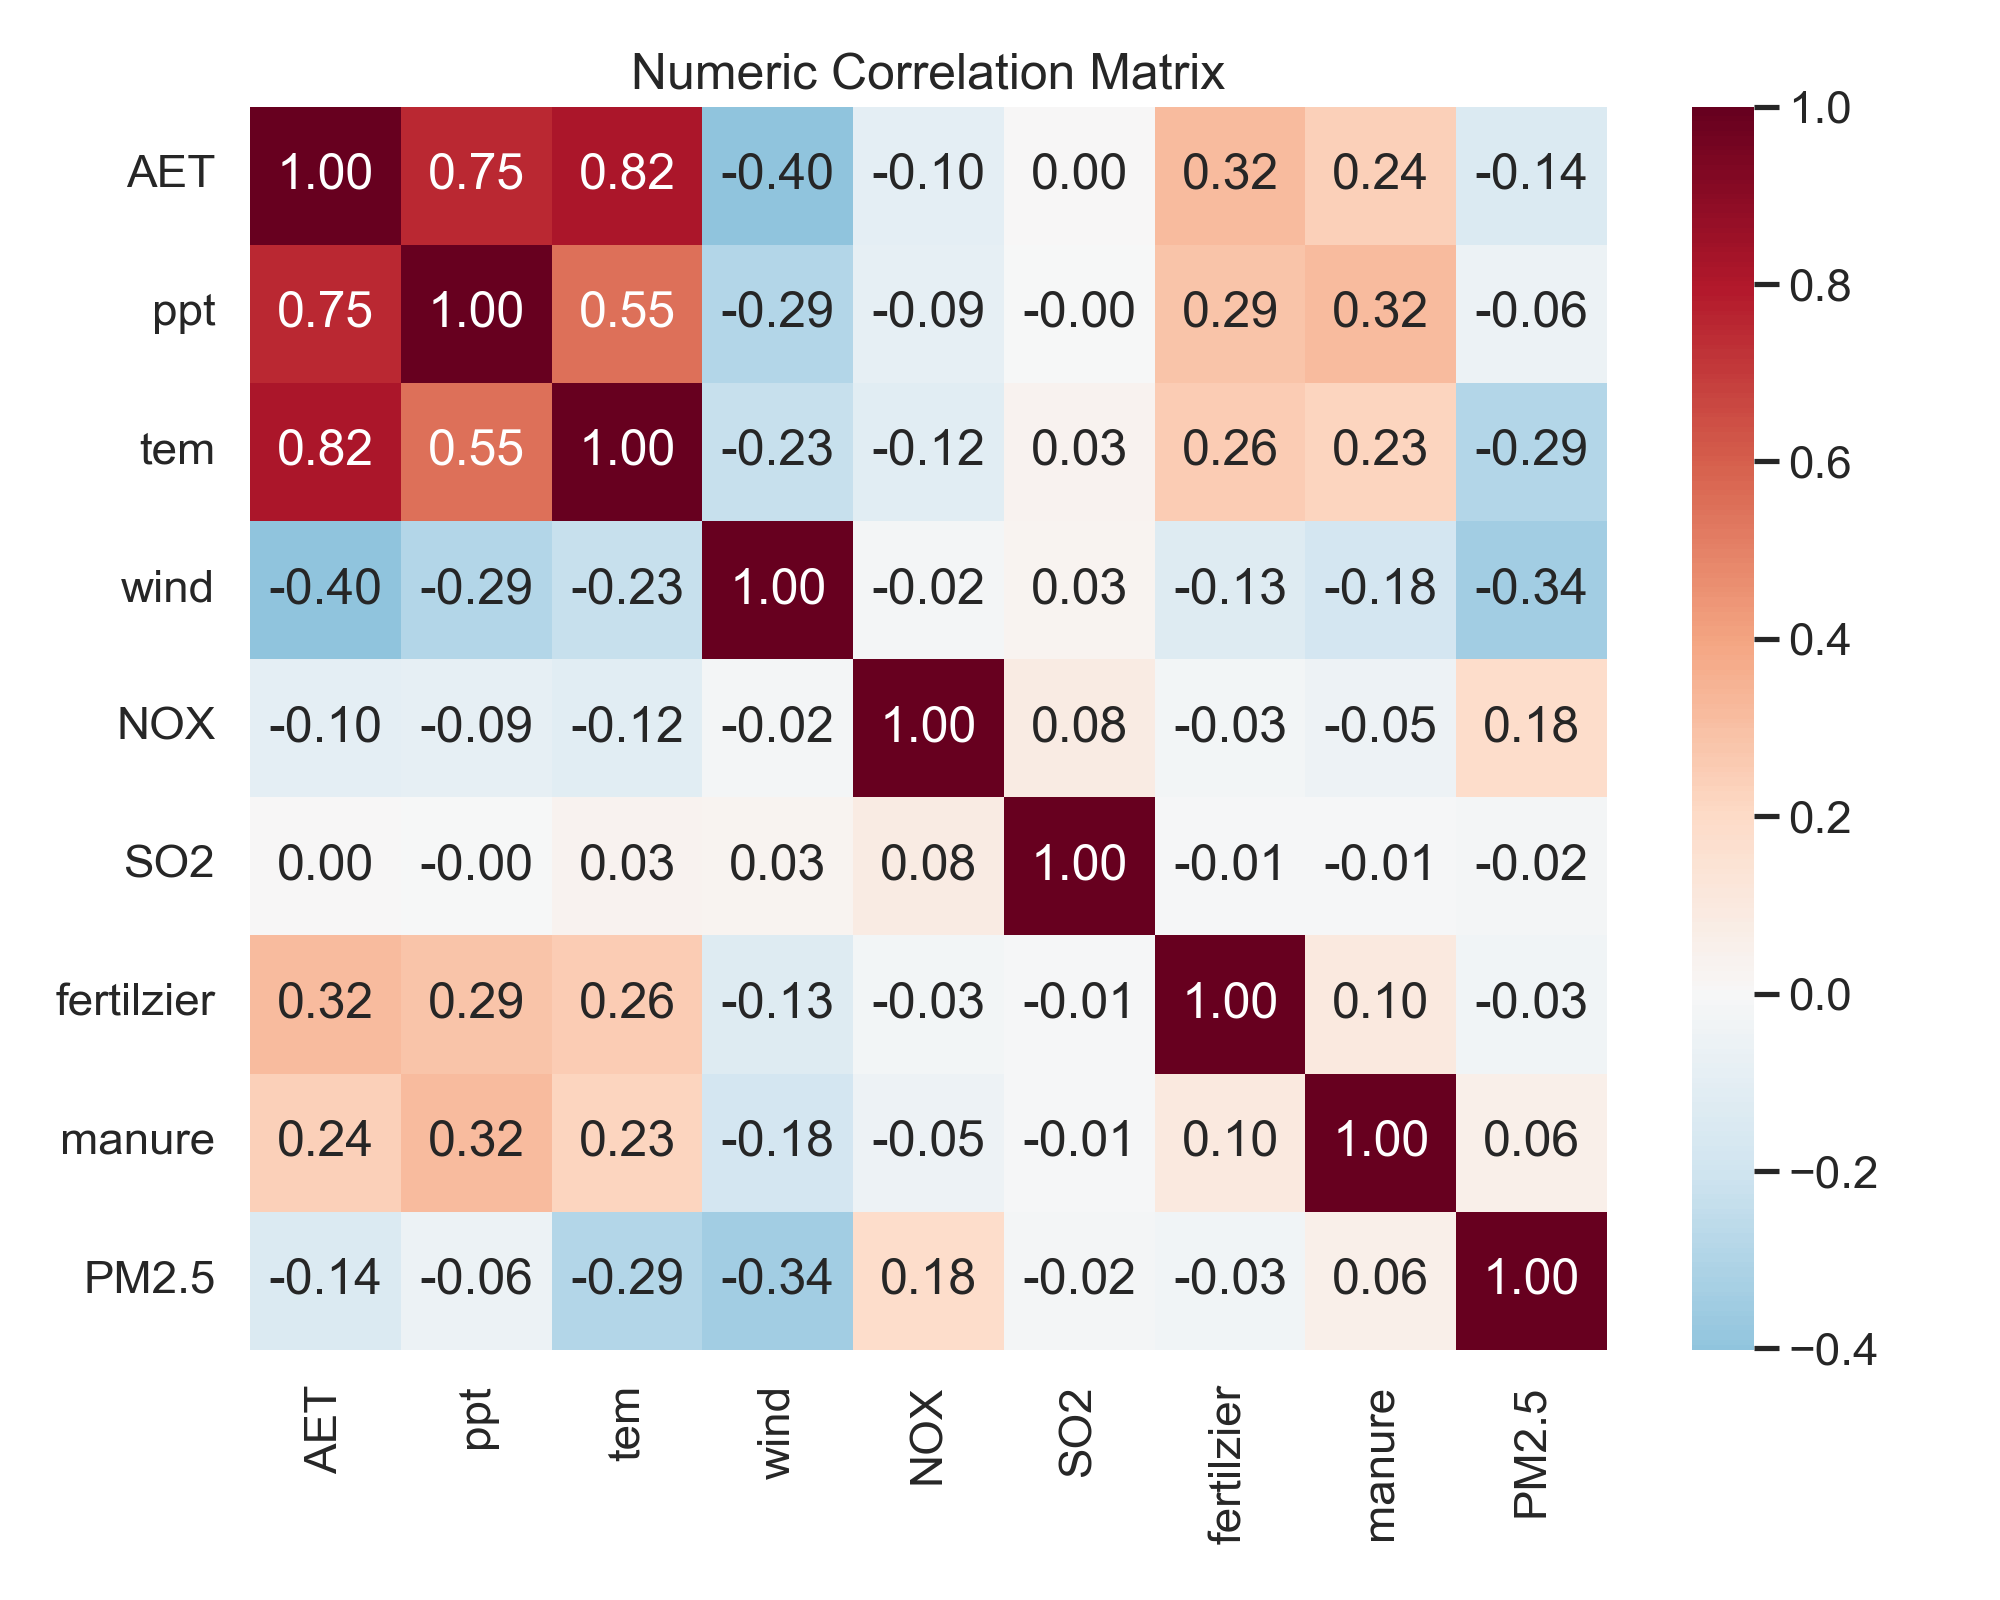 Numeric Correlation Matrix
AET 1.00 0.75 0.82 -0.40 -0.10 0.00 0.32 0.24 -0.14
ppt 0.75 1.00 0.55 -0.29 -0.09 -0.00 0.29 0.32 -0.06
tem 0.82 0.55 1.00 -0.23 -0.12 0.03 0.26 0.23 -0.29
wind -0.40 -0.29 -0.23 1.00 -0.02 0.03 -0.13 -0.18 -0.34
NOX -0.10 -0.09 -0.12 -0.02 1.00 0.08 -0.03 -0.05 0.18
SO2 0.00 -0.00 0.03 0.03 0.08 1.00 -0.01 -0.01 -0.02
fertilzier 0.32 0.29 0.26 -0.13 -0.03 -0.01 1.00 0.10 -0.03
manure 0.24 0.32 0.23 -0.18 -0.05 -0.01 0.10 1.00 0.06
PM2.5 -0.14 -0.06 -0.29 -0.34 0.18 -0.02 -0.03 0.06 1.00
AET ppt tem wind NOX SO2 fertilzier manure PM2.5
1.0
0.8
0.6
0.4
0.2
0.0
−0.2
−0.4